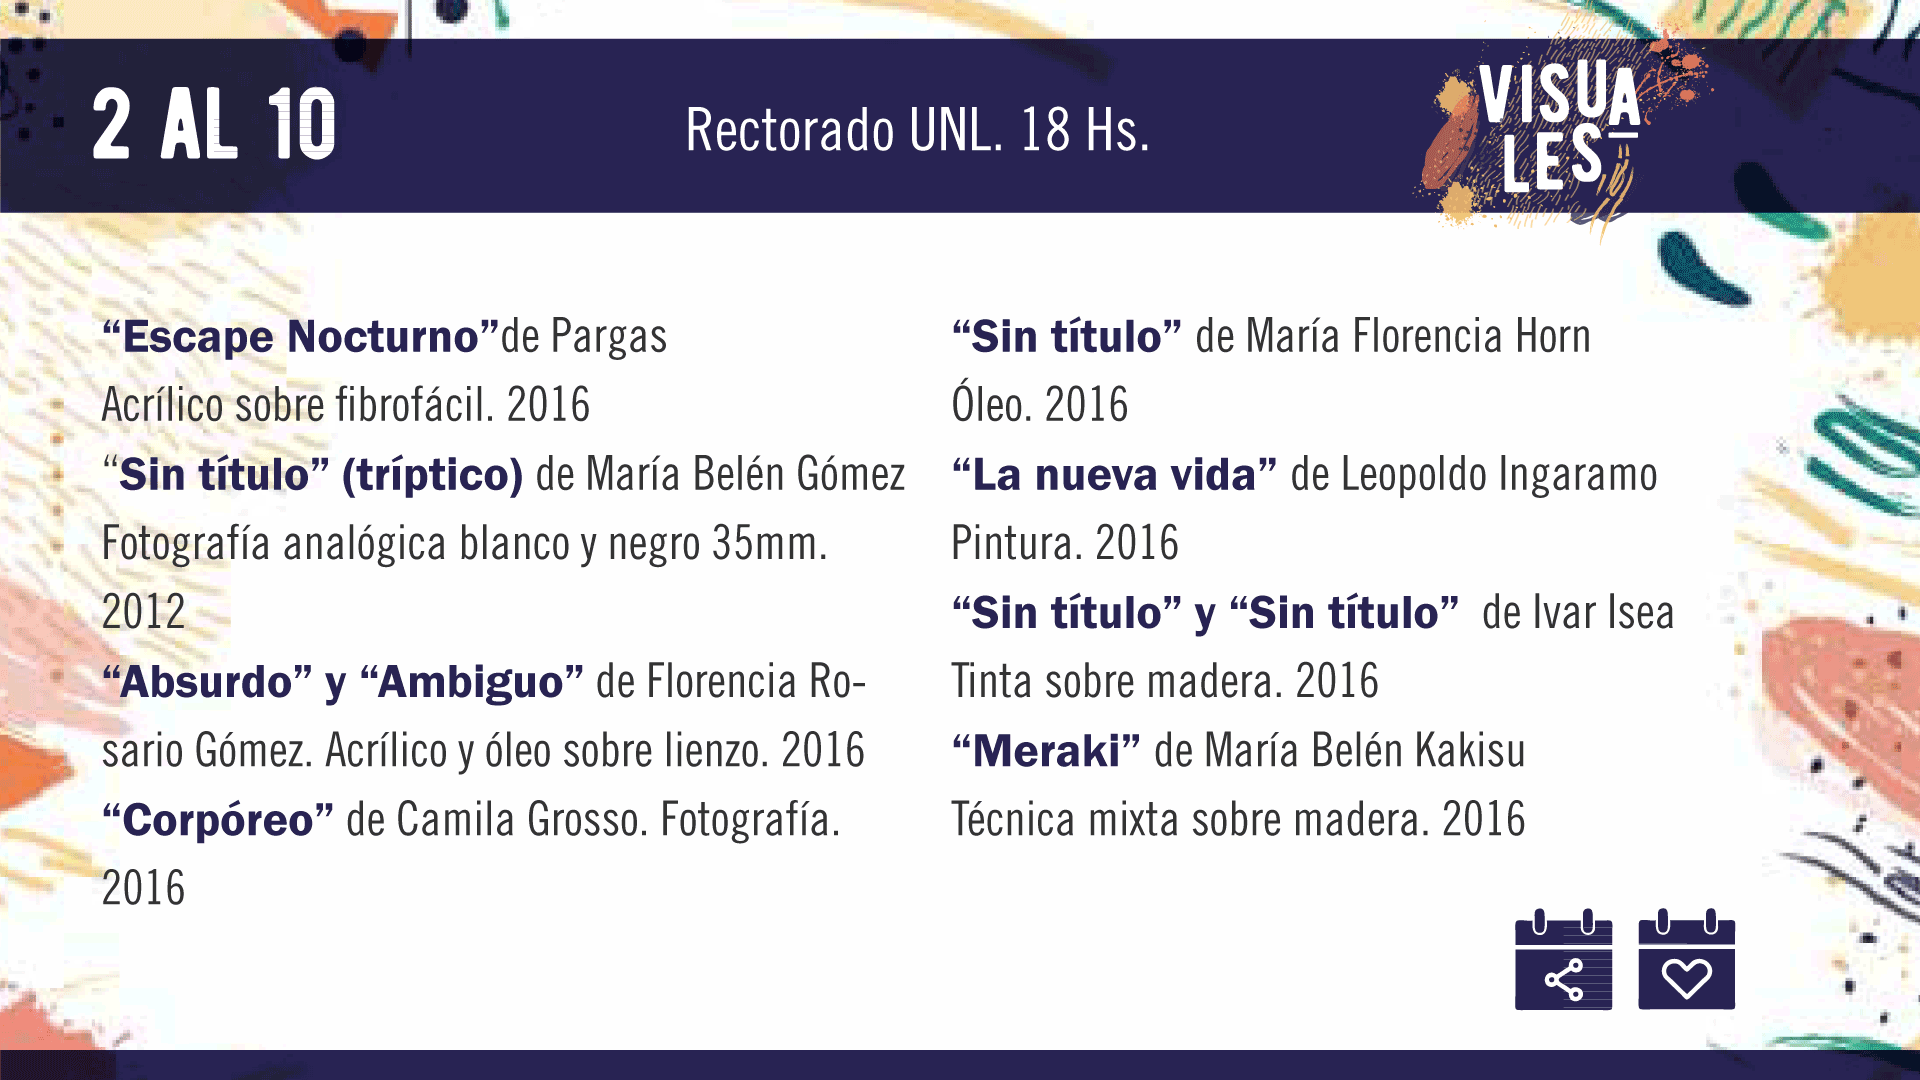 2 AL 10
Rectorado UNL. 18 Hs.
VISUA
LES
“Escape Nocturno”de Pargas
Acrílico sobre fibrofácil. 2016
“Sin título” (tríptico) de María Belén Gómez
Fotografía analógica blanco y negro 35mm.
2012
“Absurdo” y “Ambiguo” de Florencia Ro-
sario Gómez. Acrílico y óleo sobre lienzo. 2016
“Corpóreo” de Camila Grosso. Fotografía.
2016
“Sin título” de María Florencia Horn
Óleo. 2016
“La nueva vida” de Leopoldo Ingaramo
Pintura. 2016
“Sin título” y “Sin título”  de Ivar Isea
Tinta sobre madera. 2016
“Meraki” de María Belén Kakisu
Técnica mixta sobre madera. 2016